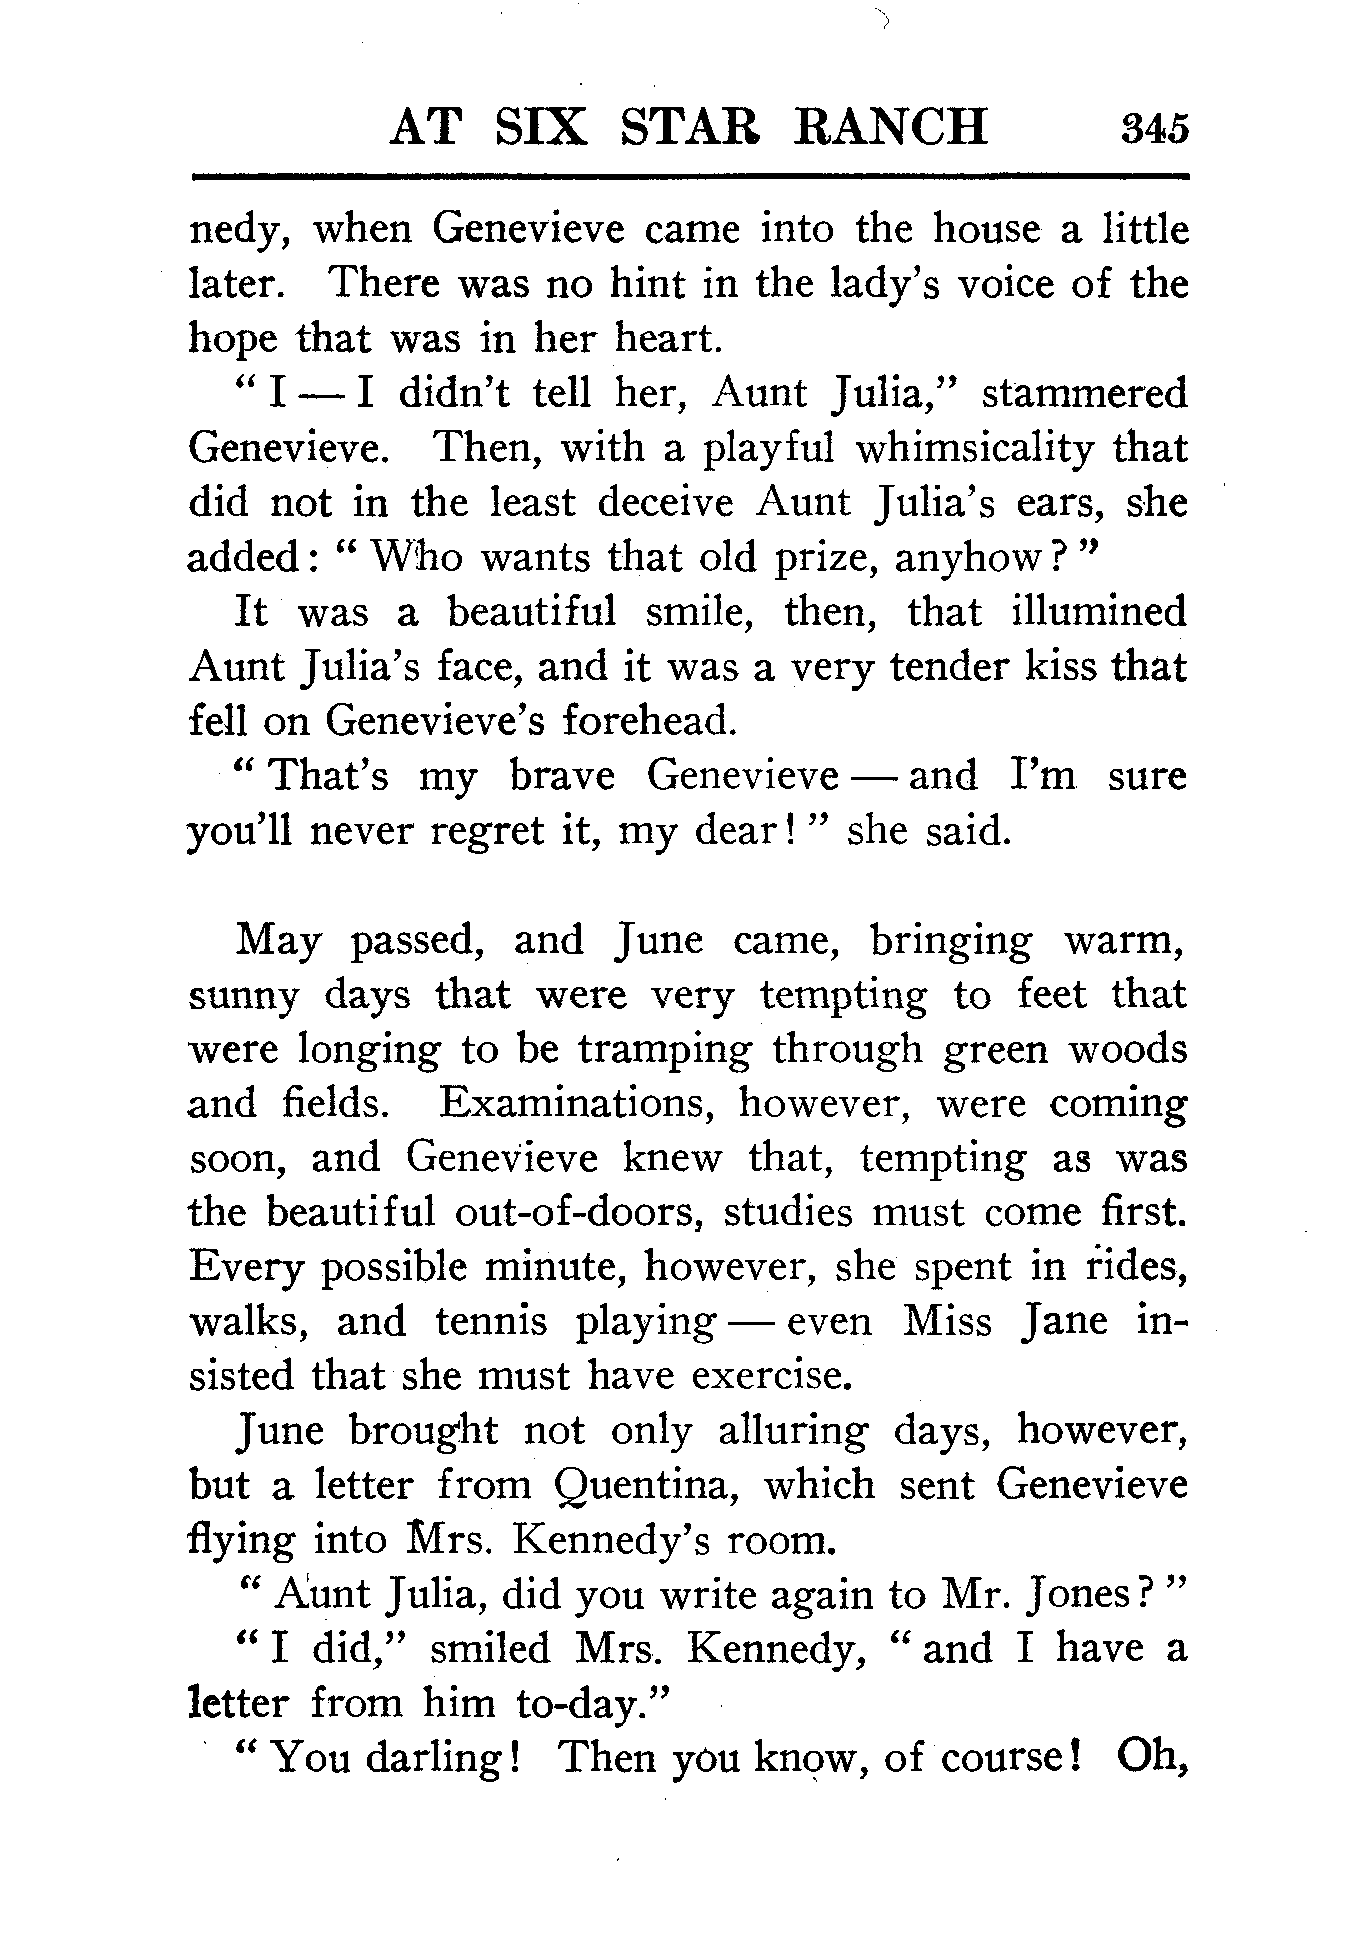 AT SIX STAR RANCH 345
nedy, when Genevieve came into the house a little
later. There was no hint in the lady's voice of the
hope that was in her heart.
" I — I didn't tell her, Aunt Julia," stammered
Genevieve. Then, with a playful whimsicality that
did not in the least deceive Aunt Julia's ears, she
added: " Who wants that old prize, anyhow? "
It was a beautiful smile, then, that illumined
Aunt Julia's face, and it was a very tender kiss that
fell on Genevieve's forehead.
" That's my brave Genevieve — and I'm sure
you'll never regret it, my dear! " she said.
May passed, and June came, bringing warm,
sunny days that were very tempting to feet that
were longing to be tramping through green woods
and fields. Examinations, however, were coming
soon, and Genevieve knew that, tempting as was
the beautiful out-of-doors, studies must come first.
Every possible minute, however, she spent in rides,
walks, and tennis playing — even Miss Jane in-
sisted that she must have exercise.
June brought not only alluring days, however,
but a letter from Quentina, which sent Genevieve
flying into Mrs. Kennedy's room.
" Aunt Julia, did you write again to Mr. Jones? "
" I did," smiled Mrs. Kennedy, " and I have a
letter from him to-day."
" You darling! Then you know, of course! Oh,